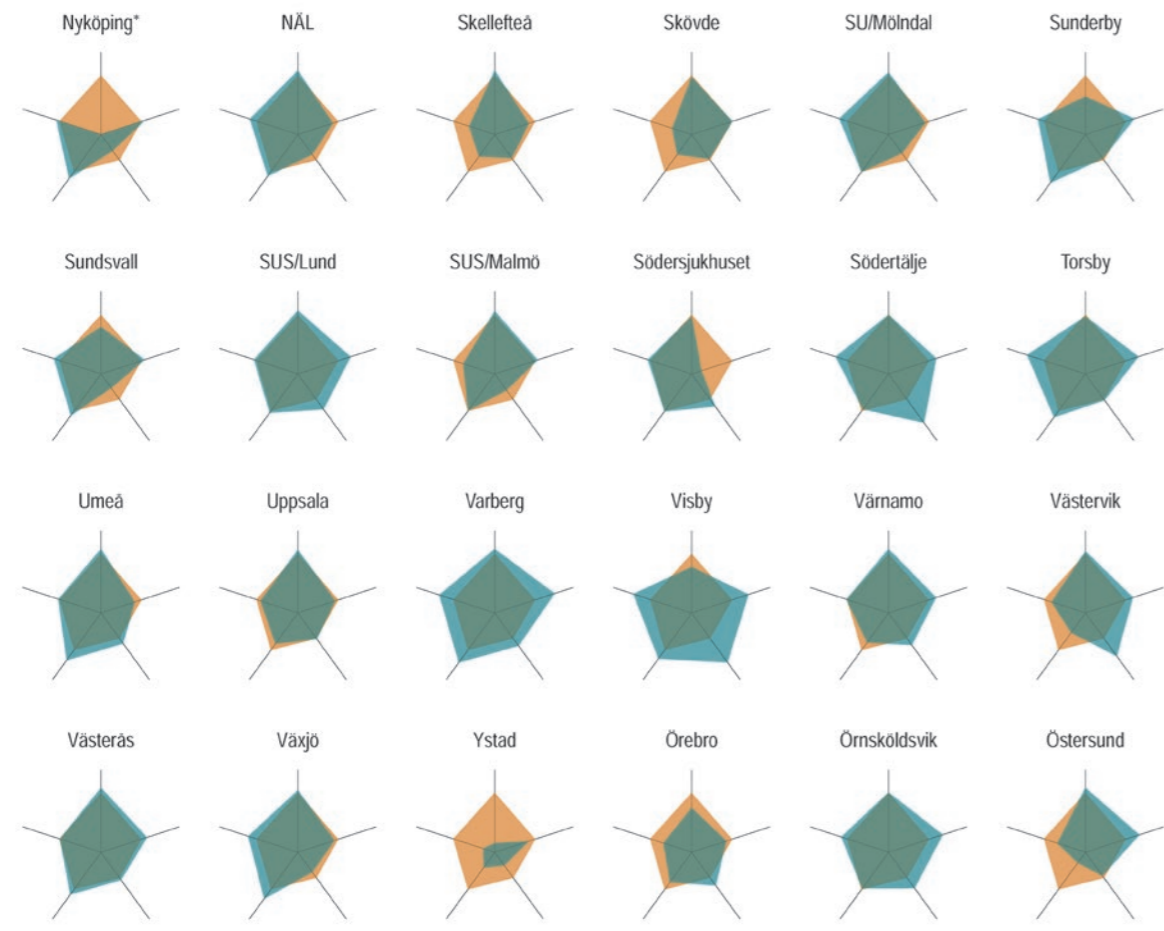 Nyköping*
NÄL
Skellefteå
Skövde
SU/Mölndal
Sunderby
Sundsvall
SUS/Lund
SUS/Malmö
Södersjukhuset
Södertälje
Torsby
Umeå
Uppsala
Varberg
Visby
Värnamo
Västervik
Västerås
Växjö
Ystad
Örebro
Örnsköldsvik
Östersund